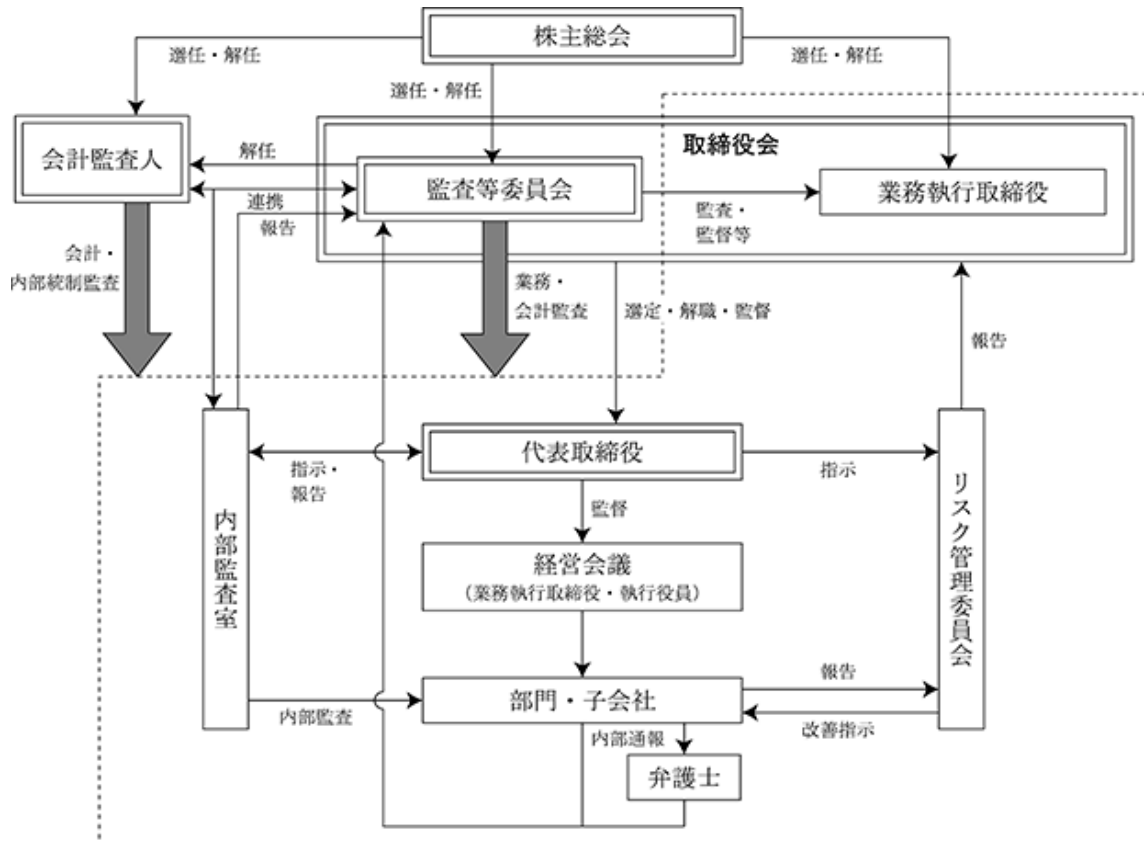 株主総会
選任・解任
選任・解任
選任・解任
取締役会
会計監査人
解任
監査等委員会
業務執行取締役
連携
報告
監査・
監督等
会計・
内部統制監査
業務・
会計監査
選定・解職・監督
報告
代表取締役
指示・
報告
指示
監督
内部監査室
リスク管理委員会
経営会議
（業務執行取締役・執行役員）
部門・子会社
報告
内部監査
改善指示
内部通報
弁護士